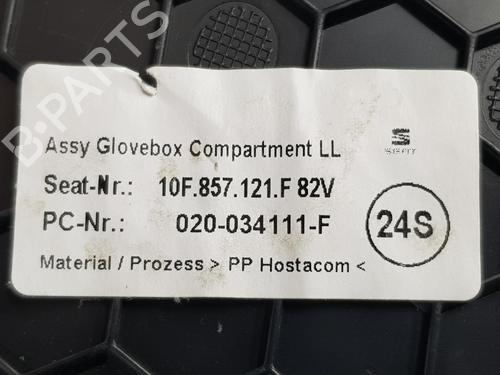 B-PARTS
Assy Glovebox Compartment LL
SEAT
Seat-Nr.: 10F.857.121.F 82V
PC-Nr.: 020-034111-F
24S
Material / Prozess > PP Hostacom <